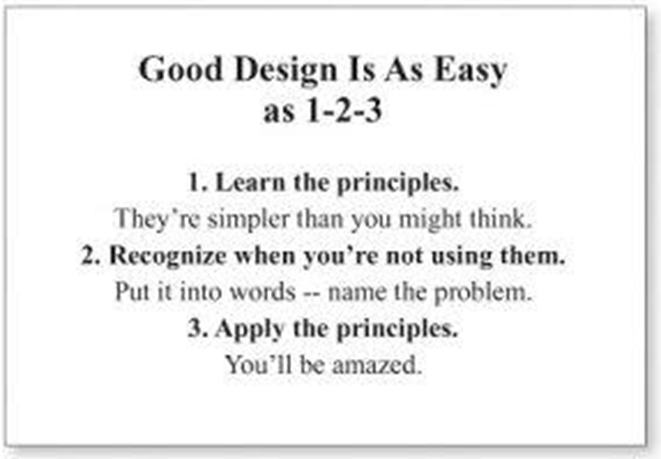 Good Design Is As Easy
as 1-2-3
1. Learn the principles.
They're simpler than you might think.
2. Recognize when you're not using them.
Put it into words -- name the problem.
3. Apply the principles.
You'll be amazed.